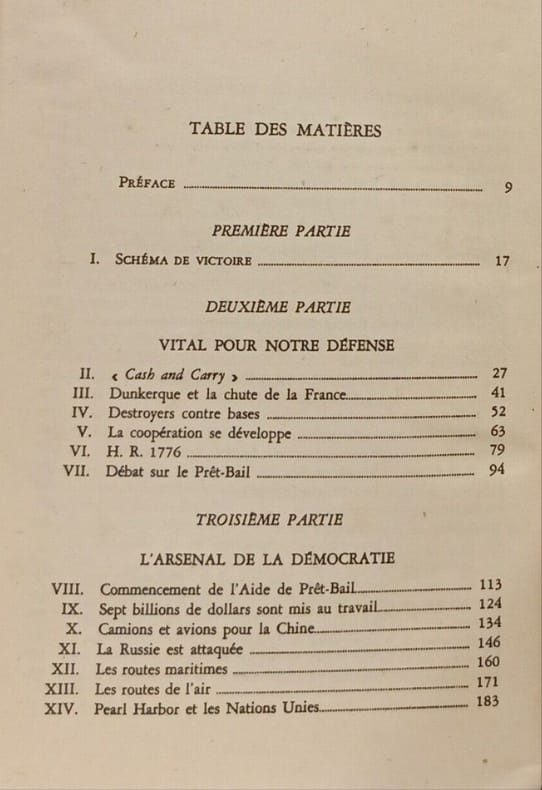 TABLE DES MATIÈRES
PRÉFACE 9
PREMIÈRE PARTIE
I. SCHÉMA DE VICTOIRE 17
DEUXIÈME PARTIE
VITAL POUR NOTRE DÉFENSE
II. « Cash and Carry » 27
III. Dunkerque et la chute de la France 41
IV. Destroyers contre bases 52
V. La coopération se développe 63
VI. H. R. 1776 79
VII. Débat sur le Prêt-Bail 94
TROISIÈME PARTIE
L'ARSENAL DE LA DÉMOCRATIE
VIII. Commencement de l'Aide de Prêt-Bail 113
IX. Sept billions de dollars sont mis au travail 124
X. Camions et avions pour la Chine 134
XI. La Russie est attaquée 146
XII. Les routes maritimes 160
XIII. Les routes de l'air 171
XIV. Pearl Harbor et les Nations Unies 183